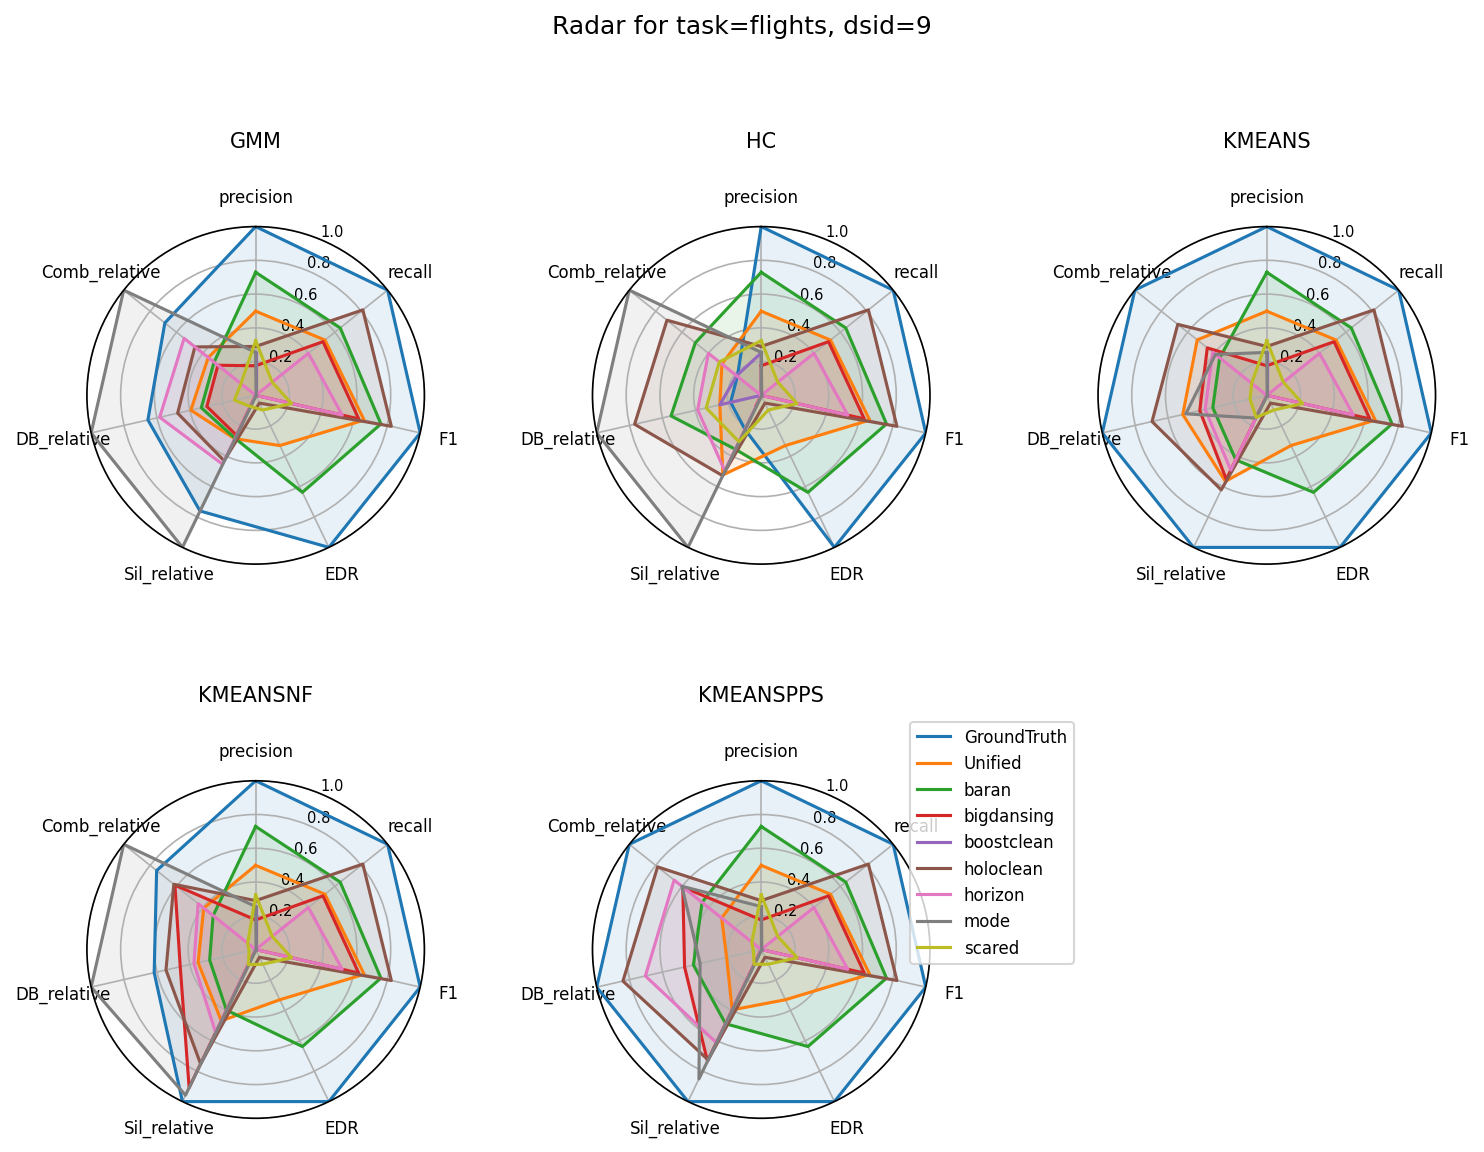 Radar for task=flights, dsid=9
GMM
precision
recall
F1
EDR
Sil_relative
DB_relative
Comb_relative
0.2
0.4
0.6
0.8
1.0
HC
precision
recall
F1
EDR
Sil_relative
DB_relative
Comb_relative
0.2
0.4
0.6
0.8
1.0
KMEANS
precision
recall
F1
EDR
Sil_relative
DB_relative
Comb_relative
0.2
0.4
0.6
0.8
1.0
KMEANSNF
precision
recall
F1
EDR
Sil_relative
DB_relative
Comb_relative
0.2
0.4
0.6
0.8
1.0
KMEANSPPS
precision
recall
F1
EDR
Sil_relative
DB_relative
Comb_relative
0.2
0.4
0.6
0.8
1.0
GroundTruth
Unified
baran
bigdansing
boostclean
holoclean
horizon
mode
scared